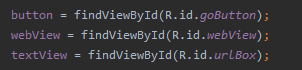 button = findViewById(R.id.goButton);
webView = findViewById(R.id.webView);
textView = findViewById(R.id.urlBox);